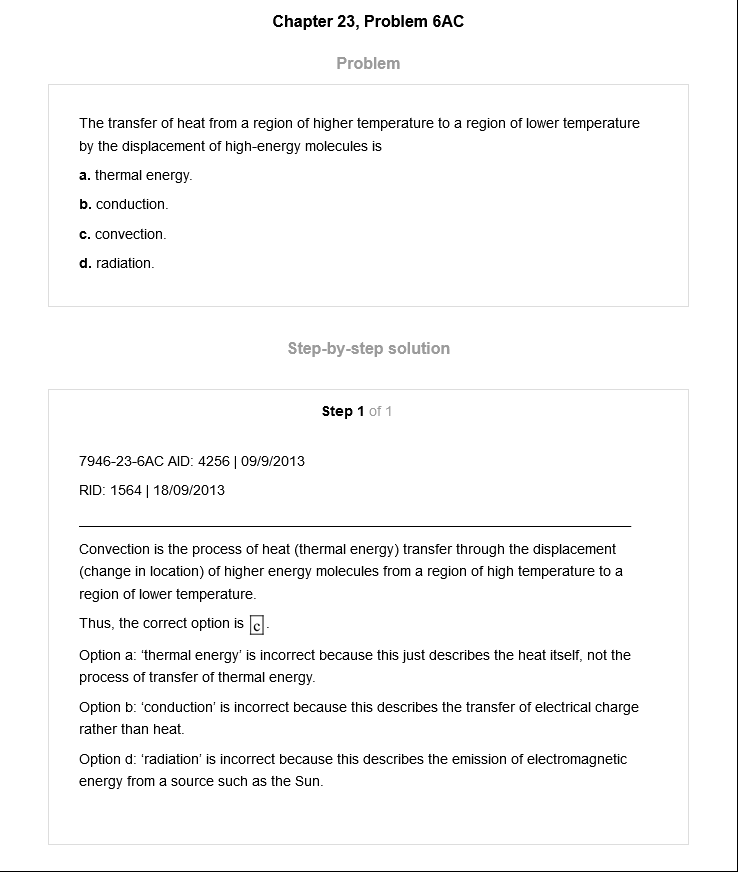 Chapter 23, Problem 6AC
Problem
The transfer of heat from a region of higher temperature to a region of lower temperature
by the displacement of high-energy molecules is
a. thermal energy.
b. conduction.
c. convection.
d. radiation.
Step-by-step solution
Step 1 of 1
7946-23-6AC AID: 4256 | 09/9/2013
RID: 1564 | 18/09/2013
Convection is the process of heat (thermal energy) transfer through the displacement
(change in location) of higher energy molecules from a region of high temperature to a
region of lower temperature.
Thus, the correct option is c.
Option a: ‘thermal energy’ is incorrect because this just describes the heat itself, not the
process of transfer of thermal energy.
Option b: ‘conduction’ is incorrect because this describes the transfer of electrical charge
rather than heat.
Option d: ‘radiation’ is incorrect because this describes the emission of electromagnetic
energy from a source such as the Sun.